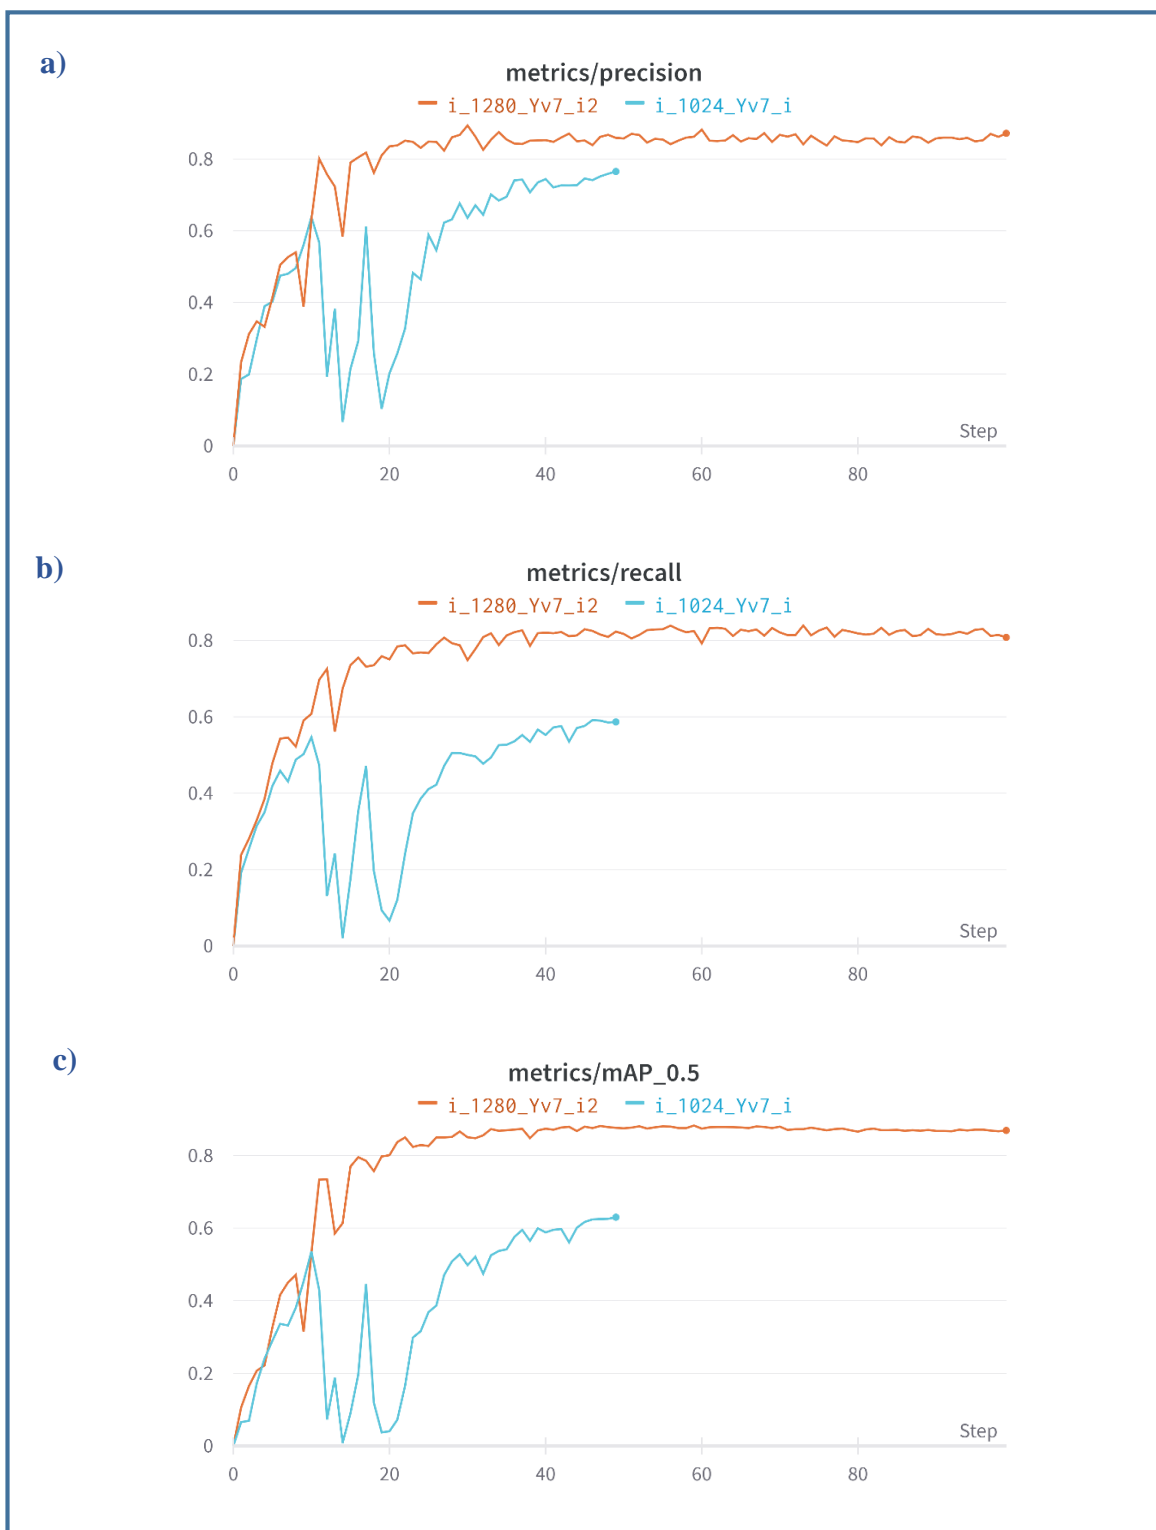 a)
metrics/precision
i_1280_Yv7_i2 i_1024_Yv7_i
0.8
0.6
0.4
0.2
Step
0
0 20 40 60 80
b)
metrics/recall
i_1280_Yv7_i2 i_1024_Yv7_i
0.8
0.6
0.4
0.2
Step
0
0 20 40 60 80
c)
metrics/mAP_0.5
i_1280_Yv7_i2 i_1024_Yv7_i
0.8
0.6
0.4
0.2
Step
0
0 20 40 60 80